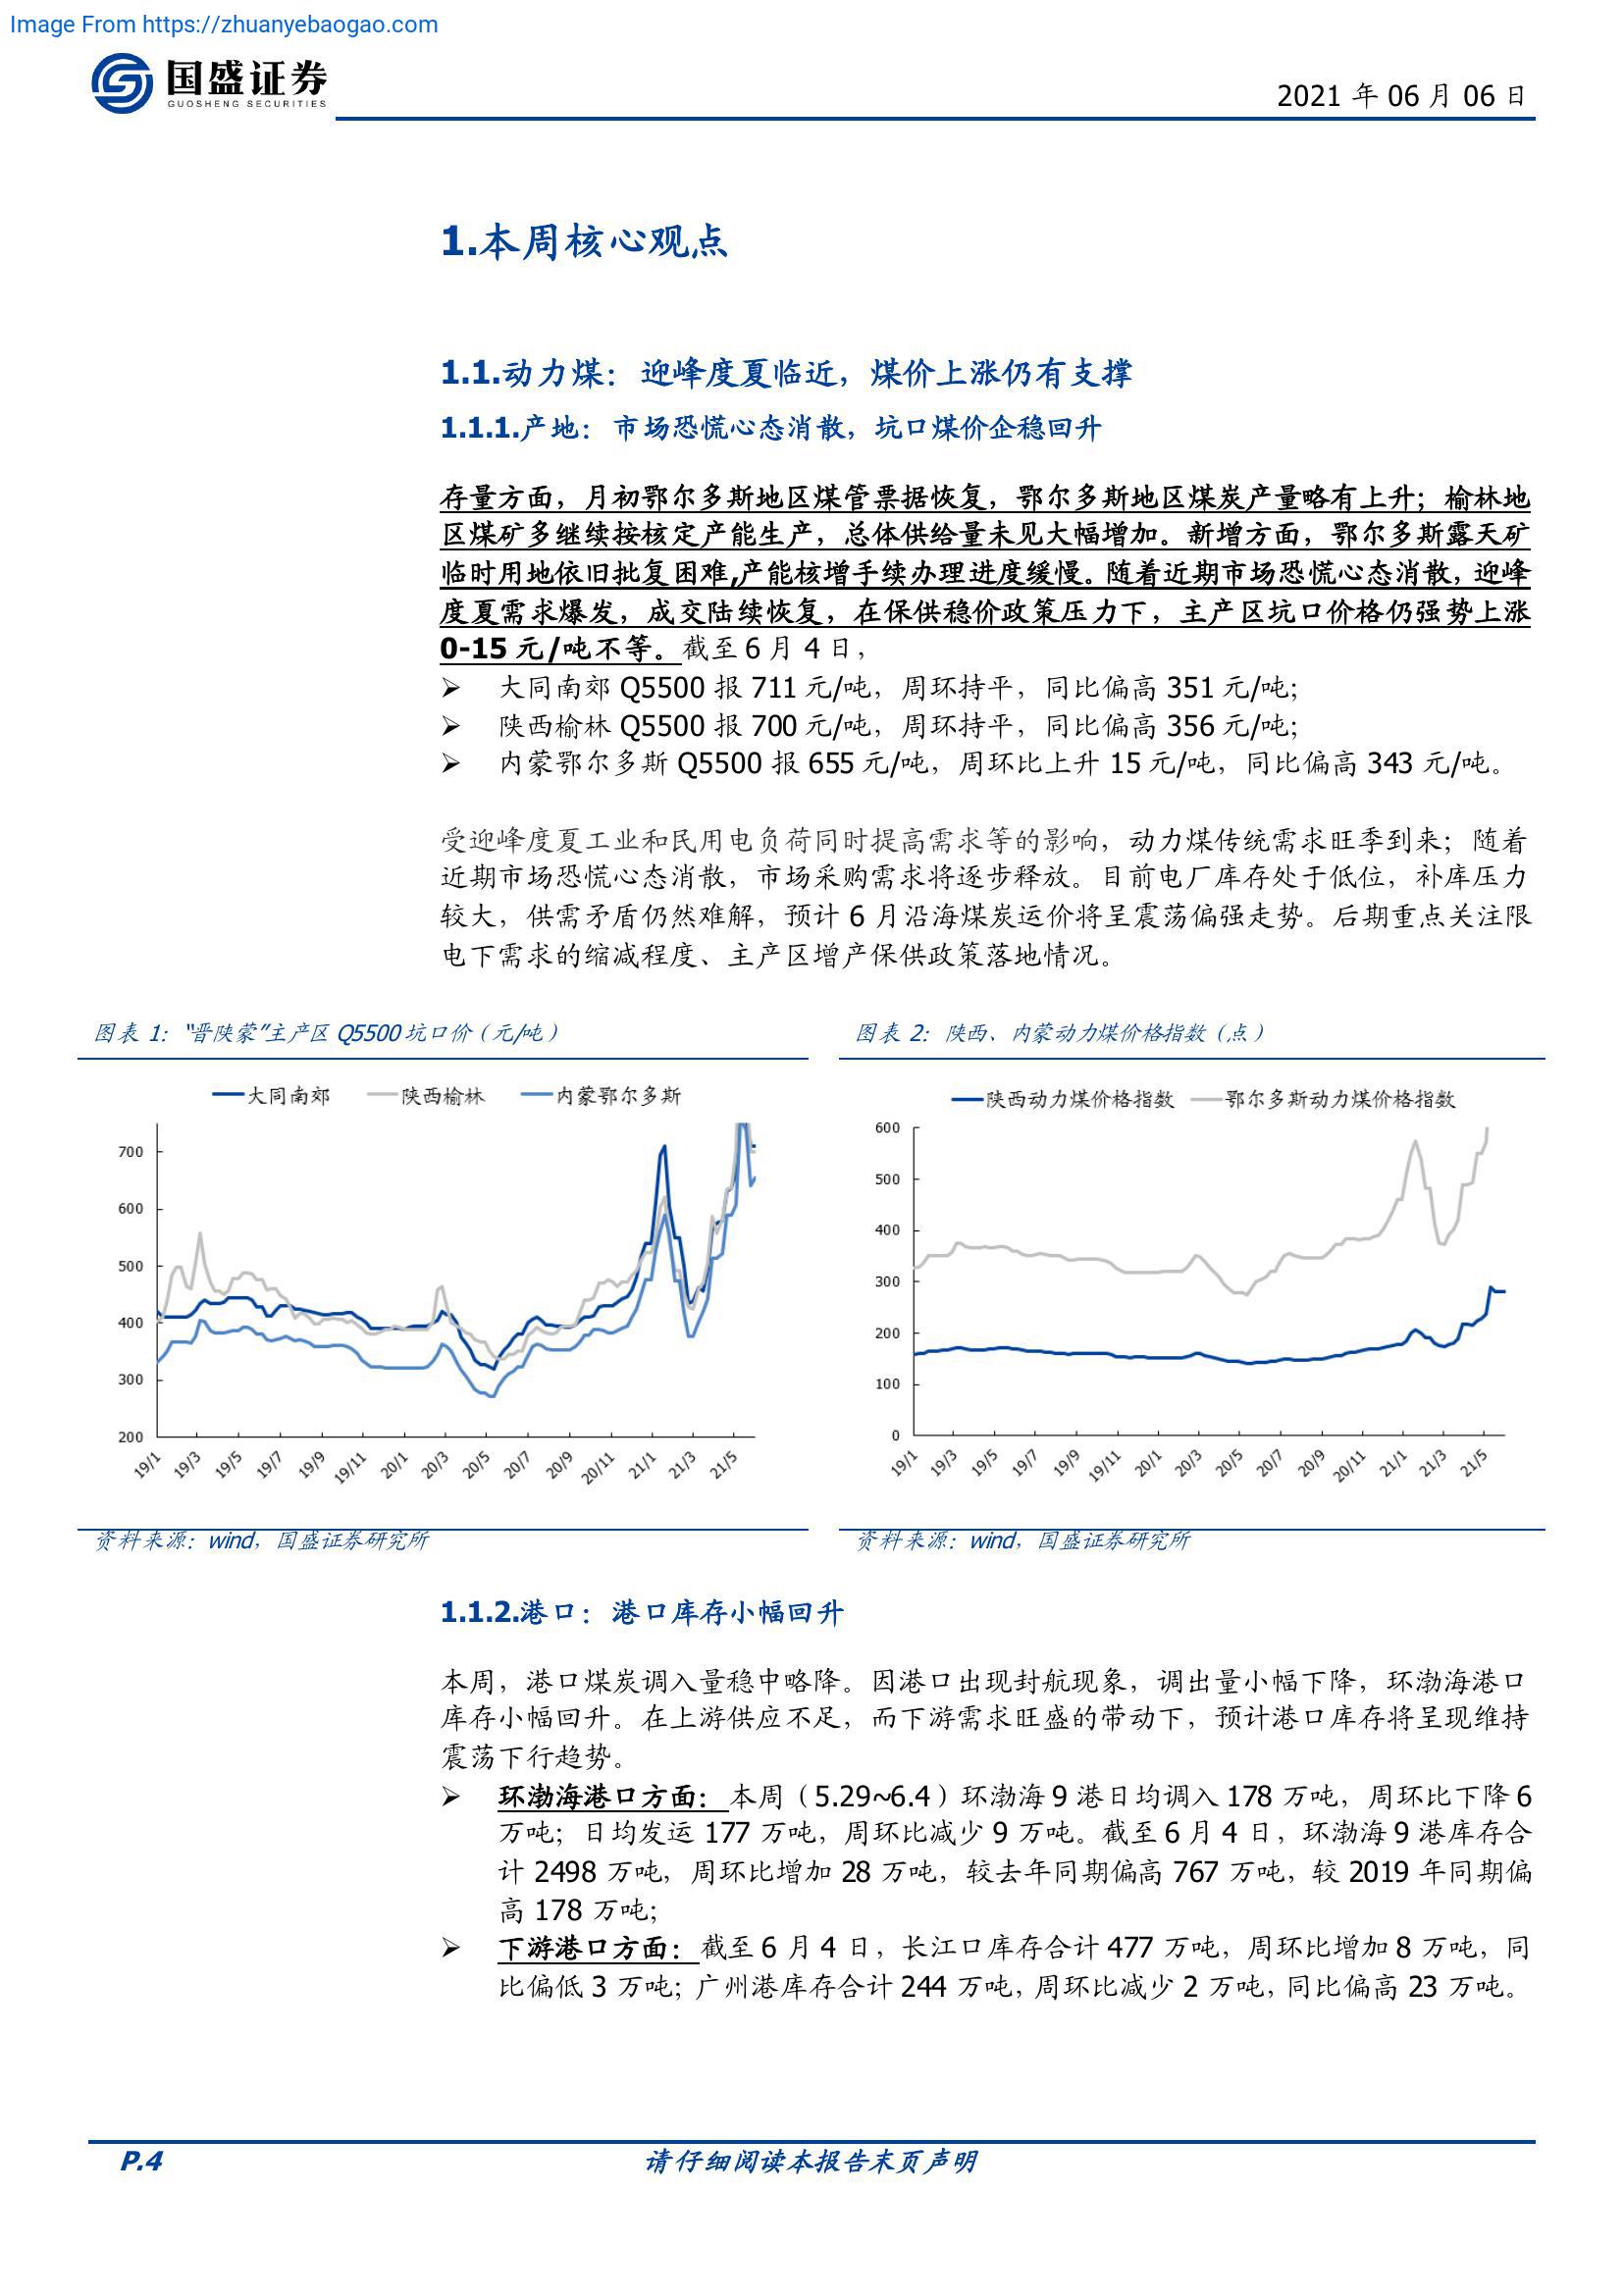 Image From https://zhuanyebaogao.com
国盛证券
GUOSHENG SECURITIES
2021 年 06 月 06 日
1.本周核心观点
1.1.动力煤：迎峰度夏临近，煤价上涨仍有支撑
1.1.1.产地：市场恐慌心态消散，坑口煤价企稳回升
存量方面，月初鄂尔多斯地区煤管票据恢复，鄂尔多斯地区煤炭产量略有上升；榆林地
区煤矿多继续按核定产能生产，总体供给量未见大幅增加。新增方面，鄂尔多斯露天矿
临时用地依旧批复困难,产能核增手续办理进度缓慢。随着近期市场恐慌心态消散，迎峰
度夏需求爆发，成交陆续恢复，在保供稳价政策压力下，主产区坑口价格仍强势上涨
0-15 元/吨不等。截至 6 月 4 日，
➢ 大同南郊 Q5500 报 711 元/吨，周环持平，同比偏高 351 元/吨；
➢ 陕西榆林 Q5500 报 700 元/吨，周环持平，同比偏高 356 元/吨；
➢ 内蒙鄂尔多斯 Q5500 报 655 元/吨，周环比上升 15 元/吨，同比偏高 343 元/吨。
受迎峰度夏工业和民用电负荷同时提高需求等的影响，动力煤传统需求旺季到来；随着
近期市场恐慌心态消散，市场采购需求将逐步释放。目前电厂库存处于低位，补库压力
较大，供需矛盾仍然难解，预计 6 月沿海煤炭运价将呈震荡偏强走势。后期重点关注限
电下需求的缩减程度、主产区增产保供政策落地情况。
图表 1：“晋陕蒙”主产区 Q5500 坑口价（元/吨）
大同南郊 陕西榆林 内蒙鄂尔多斯
700
600
500
400
300
200
19/1 19/3 19/5 19/7 19/9 19/11 20/1 20/3 20/5 20/7 20/9 20/11 21/1 21/3 21/5
资料来源：wind，国盛证券研究所
图表 2：陕西、内蒙动力煤价格指数（点）
陕西动力煤价格指数 鄂尔多斯动力煤价格指数
600
500
400
300
200
100
0
19/1 19/3 19/5 19/7 19/9 19/11 20/1 20/3 20/5 20/7 20/9 20/11 21/1 21/3 21/5
资料来源：wind，国盛证券研究所
1.1.2.港口：港口库存小幅回升
本周，港口煤炭调入量稳中略降。因港口出现封航现象，调出量小幅下降，环渤海港口
库存小幅回升。在上游供应不足，而下游需求旺盛的带动下，预计港口库存将呈现维持
震荡下行趋势。
➢ 环渤海港口方面：本周（5.29~6.4）环渤海 9 港日均调入 178 万吨，周环比下降 6
万吨；日均发运 177 万吨，周环比减少 9 万吨。截至 6 月 4 日，环渤海 9 港库存合
计 2498 万吨，周环比增加 28 万吨，较去年同期偏高 767 万吨，较 2019 年同期偏
高 178 万吨；
➢ 下游港口方面：截至 6 月 4 日，长江口库存合计 477 万吨，周环比增加 8 万吨，同
比偏低 3 万吨；广州港库存合计 244 万吨，周环比减少 2 万吨，同比偏高 23 万吨。
P.4
请仔细阅读本报告末页声明